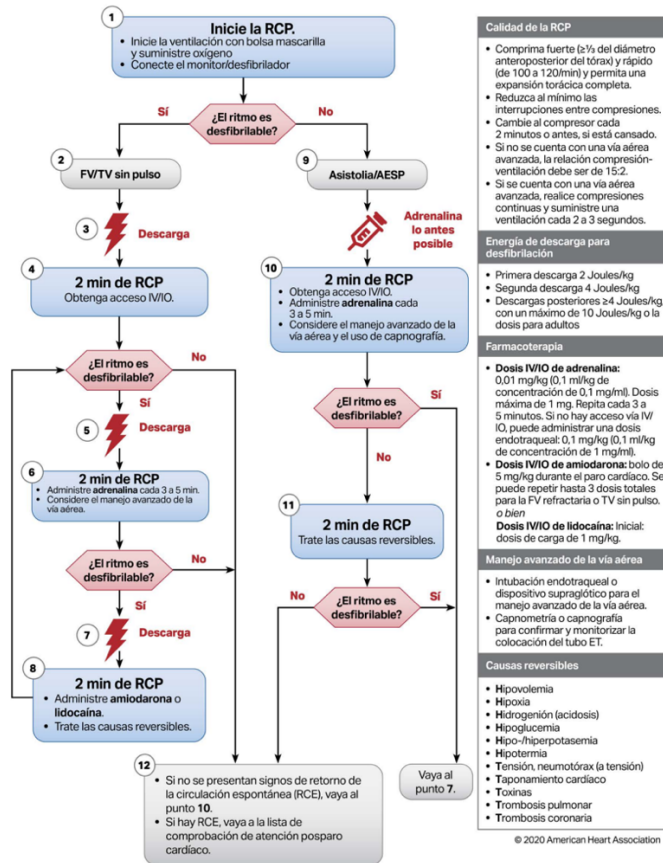 1
Inicie la RCP.
• Inicie la ventilación con bolsa mascarilla
y suministre oxígeno
• Conecte el monitor/desfibrilador
Sí
¿El ritmo es
desfibrilable?
No
2
FV/TV sin pulso
3
Descarga
4
2 min de RCP
Obtenga acceso IV/IO.
¿El ritmo es
desfibrilable?
No
Sí
5
Descarga
6
2 min de RCP
• Administre adrenalina cada 3 a 5 min.
• Considere el manejo avanzado de la
vía aérea.
¿El ritmo es
desfibrilable?
No
Sí
7
Descarga
8
2 min de RCP
• Administre amiodarona o
lidocaína.
• Trate las causas reversibles.
9
Asistolia/AESP
Adrenalina
lo antes
posible
10
2 min de RCP
• Obtenga acceso IV/IO.
• Administre adrenalina cada
3 a 5 min.
• Considere el manejo avanzado de la
vía aérea y el uso de capnografía.
¿El ritmo es
desfibrilable?
Sí
No
11
2 min de RCP
Trate las causas reversibles.
No
¿El ritmo es
desfibrilable?
Sí
12
• Si no se presentan signos de retorno de
la circulación espontánea (RCE), vaya al
punto 10.
• Si hay RCE, vaya a la lista de
comprobación de atención posparo
cardíaco.
Vaya al
punto 7.
Calidad de la RCP
• Comprima fuerte (≥⅓ del diámetro
anteroposterior del tórax) y rápido
(de 100 a 120/min) y permita una
expansión torácica completa.
• Reduzca al mínimo las
interrupciones entre compresiones.
• Cambie al compresor cada
2 minutos o antes, si está cansado.
• Si no se cuenta con una vía aérea
avanzada, la relación compresión-
ventilación debe ser de 15:2.
• Si se cuenta con una vía aérea
avanzada, realice compresiones
continuas y suministre una
ventilación cada 2 a 3 segundos.
Energía de descarga para
desfibrilación
• Primera descarga 2 Joules/kg
• Segunda descarga 4 Joules/kg
• Descargas posteriores ≥4 Joules/kg,
con un máximo de 10 Joules/kg o la
dosis para adultos
Farmacoterapia
• Dosis IV/IO de adrenalina:
0,01 mg/kg (0,1 ml/kg de
concentración de 0,1 mg/ml). Dosis
máxima de 1 mg. Repita cada 3 a
5 minutos. Si no hay acceso vía IV/
IO, puede administrar una dosis
endotraqueal: 0,1 mg/kg (0,1 ml/kg
de concentración de 1 mg/ml).
• Dosis IV/IO de amiodarona: bolo de
5 mg/kg durante el paro cardíaco. Se
puede repetir hasta 3 dosis totales
para la FV refractaria o TV sin pulso.
o bien
Dosis IV/IO de lidocaína: Inicial:
dosis de carga de 1 mg/kg.
Manejo avanzado de la vía aérea
• Intubación endotraqueal o
dispositivo supraglótico para el
manejo avanzado de la vía aérea.
• Capnometría o capnografía
para confirmar y monitorizar la
colocación del tubo ET.
Causas reversibles
• Hipovolemia
• Hipoxia
• Hidrogenión (acidosis)
• Hipoglucemia
• Hipo-/hiperpotasemia
• Hipotermia
• Tensión, neumotórax (a tensión)
• Taponamiento cardíaco
• Toxinas
• Trombosis pulmonar
• Trombosis coronaria
© 2020 American Heart Association